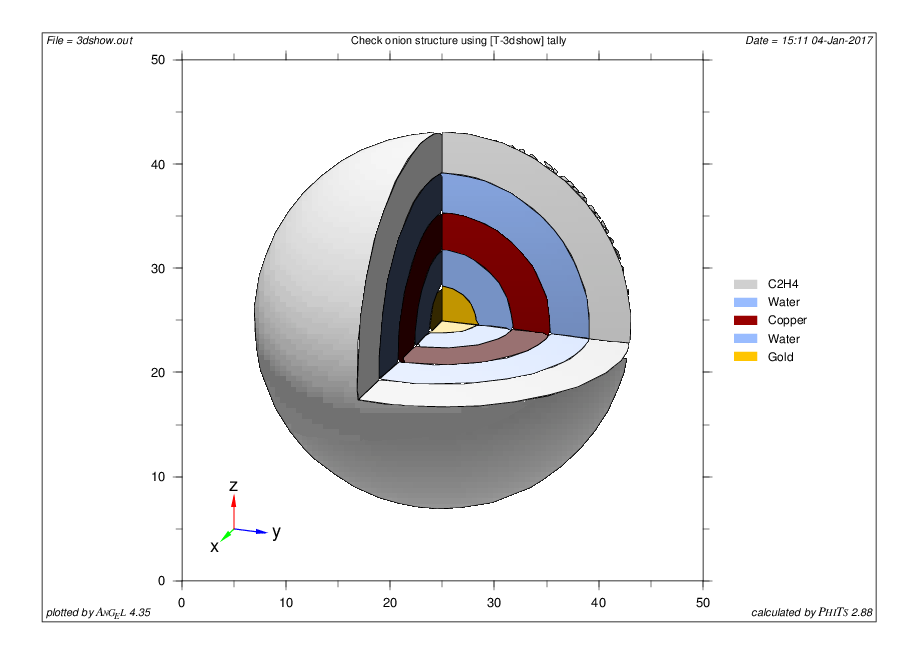 File = 3dshow.out
Check onion structure using [T-3dshow] tally
Date = 15:11 04-Jan-2017
50
40
30
20
10
0
0 10 20 30 40 50
C2H4
Water
Copper
Water
Gold
z
y
x
plotted by ANGEL 4.35
calculated by PHITS 2.88